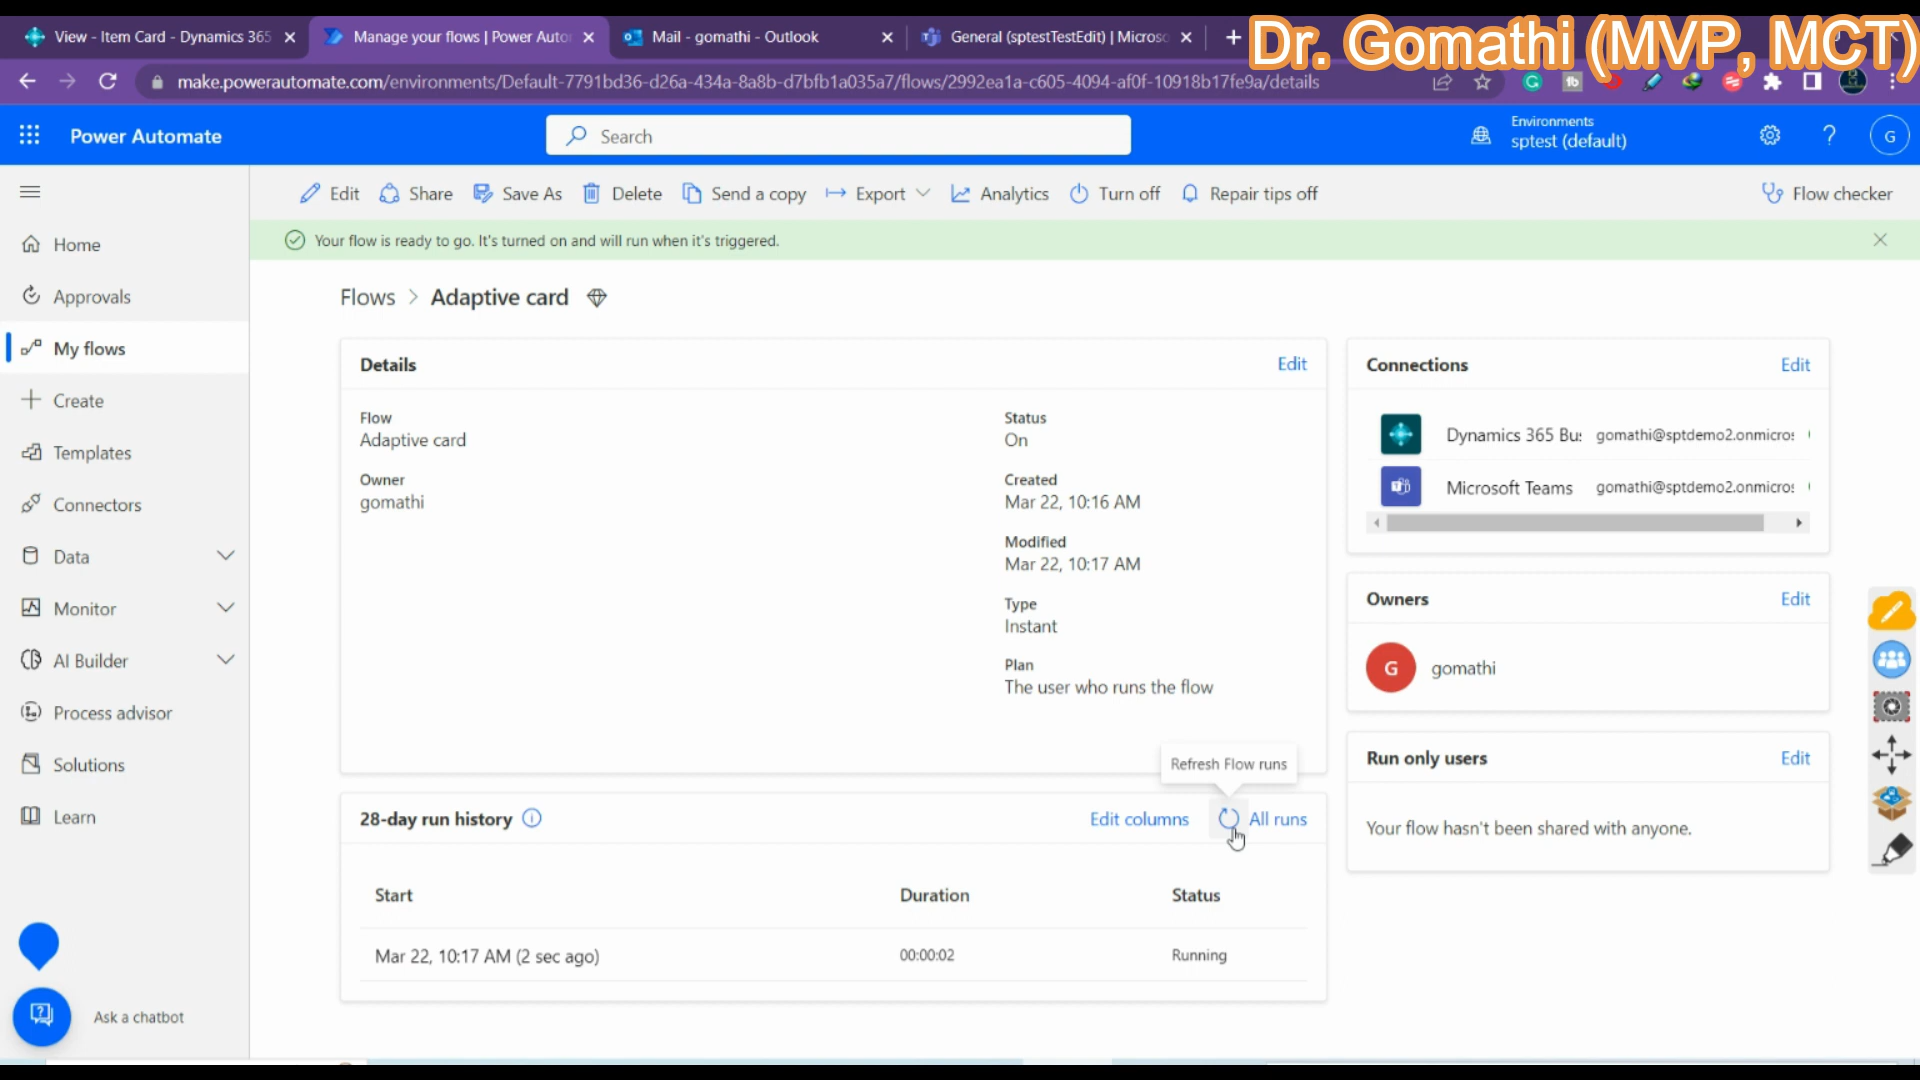 View - Item Card - Dynamics 365
Manage your flows | Power Auto
Mail - gomathi - Outlook
General (sptestTestEdit) | Micros
Dr. Gomathi (MVP, MCT)
make.powerautomate.com/environments/Default-7791bd36-d26a-434a-8a8b-d7bfb1a035a7/flows/2992ea1a-c605-4094-af0f-10918b17fe9a/details
Power Automate
Search
Environments
sptest (default)
G
Edit Share Save As Delete Send a copy Export Analytics Turn off Repair tips off Flow checker
Your flow is ready to go. It's turned on and will run when it's triggered.
Home
Approvals
My flows
Create
Templates
Connectors
Data
Monitor
AI Builder
Process advisor
Solutions
Learn
Ask a chatbot
Flows > Adaptive card
Details
Edit
Flow
Adaptive card
Owner
gomathi
Status
On
Created
Mar 22, 10:16 AM
Modified
Mar 22, 10:17 AM
Type
Instant
Plan
The user who runs the flow
Refresh Flow runs
28-day run history
Edit columns
All runs
Start Duration Status
Mar 22, 10:17 AM (2 sec ago) 00:00:02 Running
Connections
Edit
Dynamics 365 Bu: gomathi@sptdemo2.onmicros
Microsoft Teams gomathi@sptdemo2.onmicros
Owners
Edit
G
gomathi
Run only users
Edit
Your flow hasn't been shared with anyone.